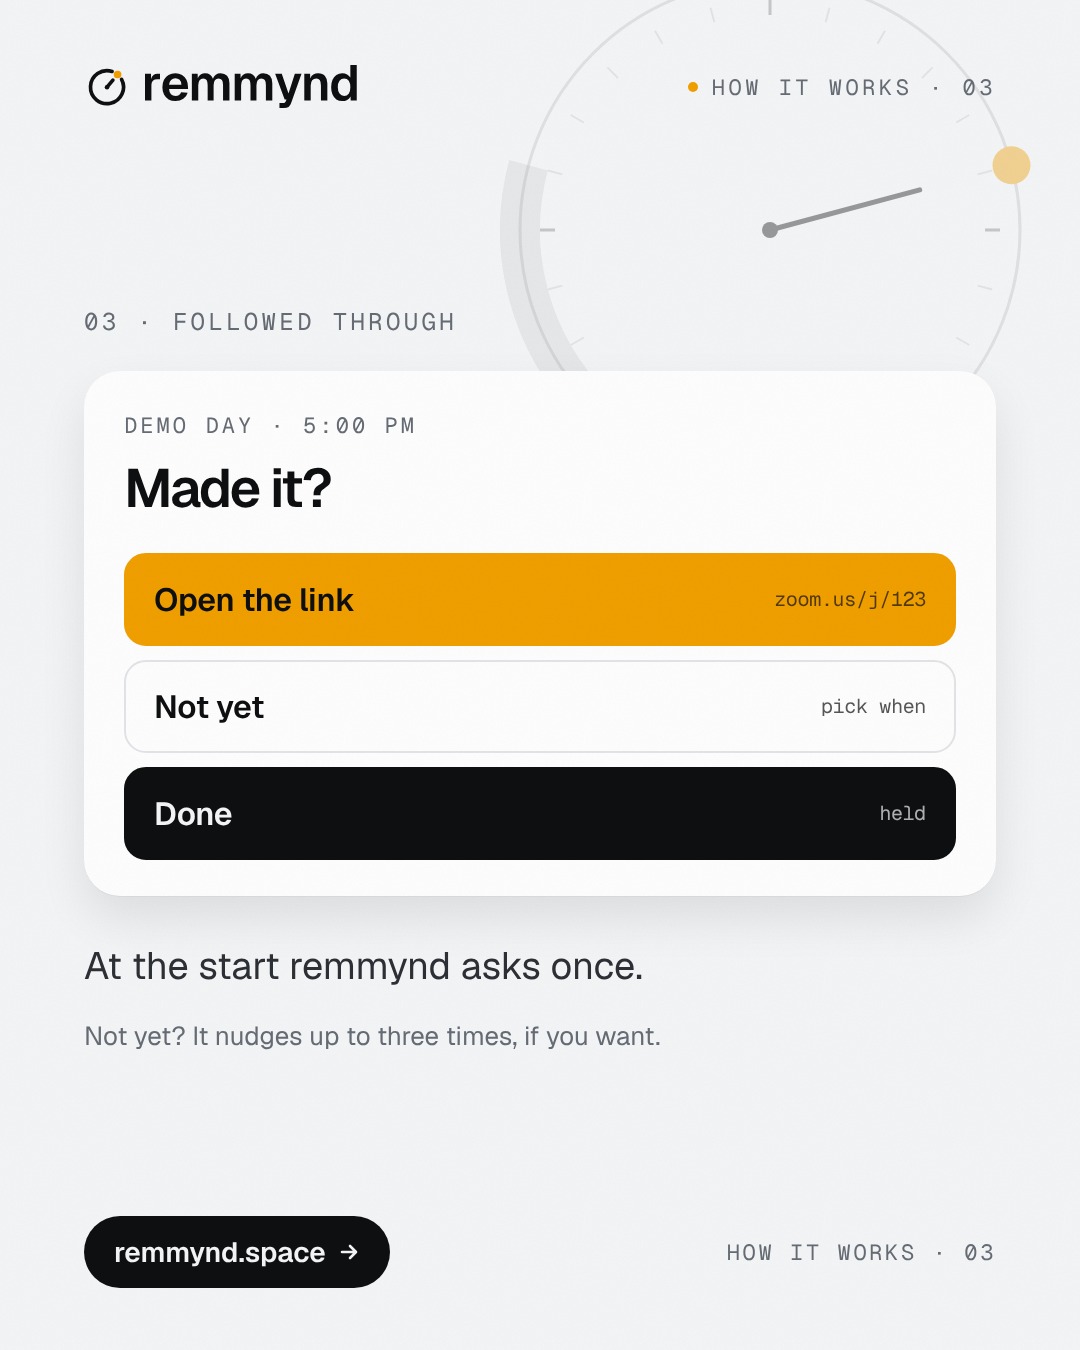 remmynd
HOW IT WORKS · 03
03 · FOLLOWED THROUGH
DEMO DAY · 5:00 PM
Made it?
Open the link
zoom.us/j/123
Not yet
pick when
Done
held
At the start remmynd asks once.
Not yet? It nudges up to three times, if you want.
remmynd.space →
HOW IT WORKS · 03